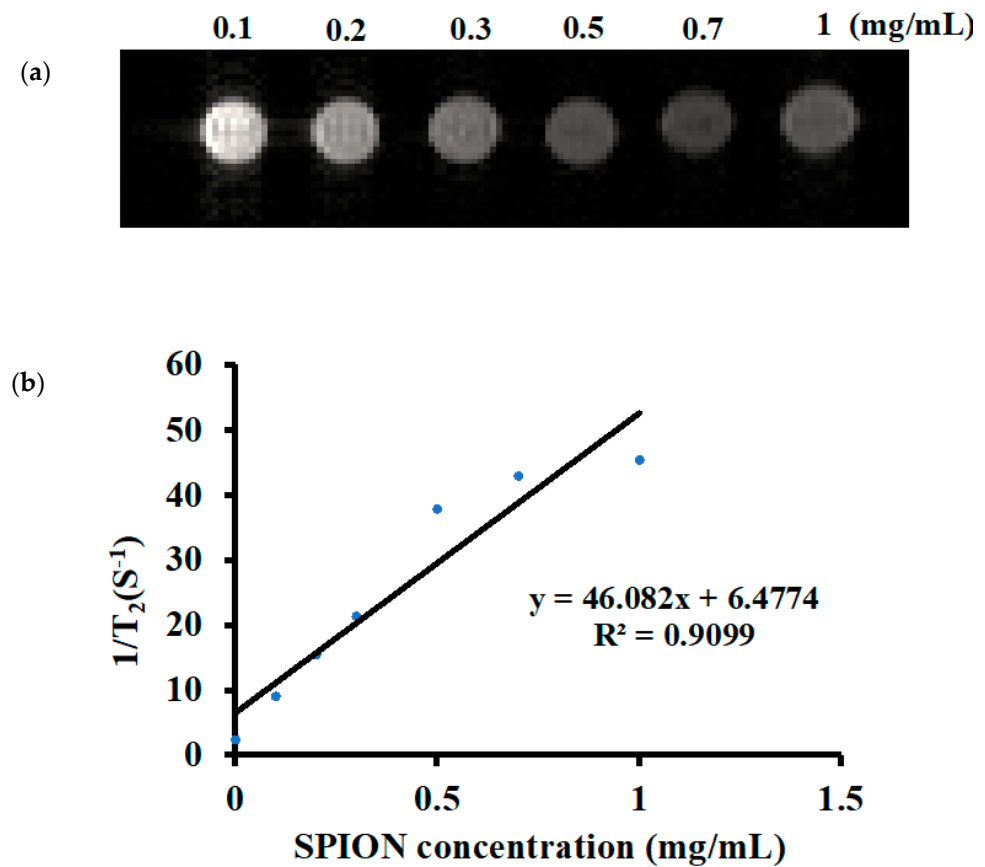 0.1 0.2 0.3 0.5 0.7 1 (mg/mL)
(a)
(b)
60
50
40
30
20
10
0
1/T₂(S⁻¹)
y = 46.082x + 6.4774
R² = 0.9099
0 0.5 1 1.5
SPION concentration (mg/mL)